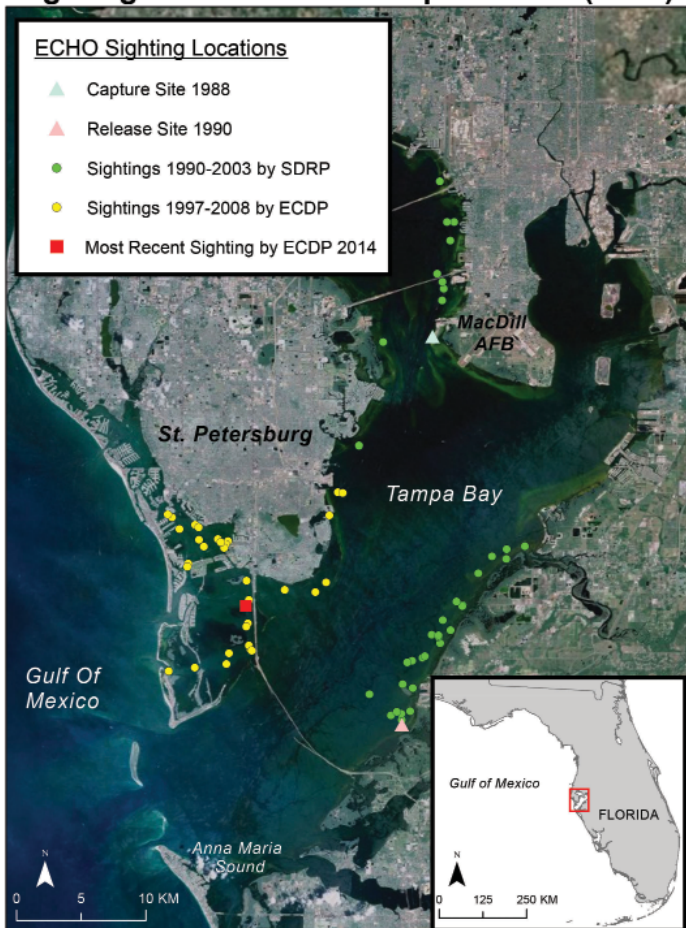 ECHO Sighting Locations
Capture Site 1988
Release Site 1990
Sightings 1990-2003 by SDRP
Sightings 1997-2008 by ECDP
Most Recent Sighting by ECDP 2014
MacDill
AFB
St. Petersburg
Tampa Bay
Gulf Of
Mexico
Anna Maria
Sound
N
0 5 10 KM
Gulf of Mexico
FLORIDA
N
0 125 250 KM